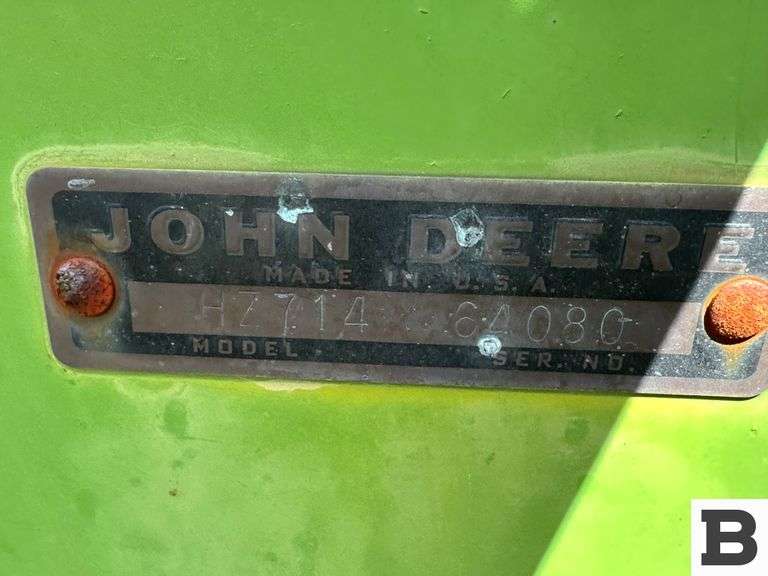 JOHN DEERE
MADE IN U.S.A.
HZ714 64080
MODEL SER. NO.
B